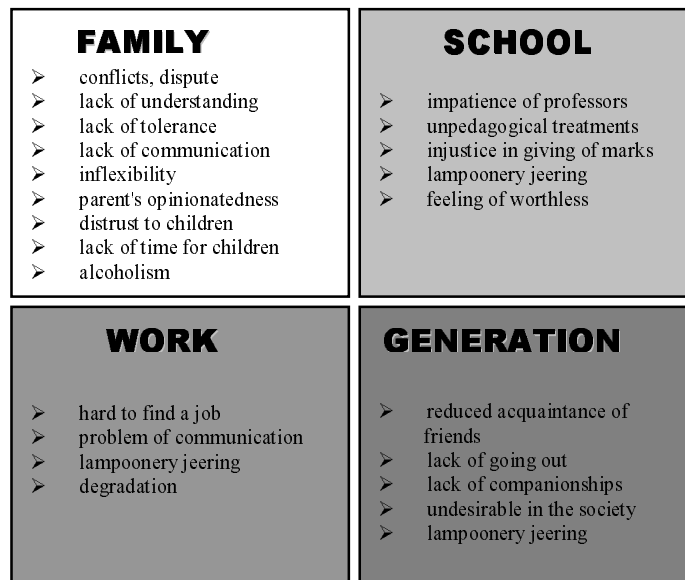 FAMILY
➢ conflicts, dispute
➢ lack of understanding
➢ lack of tolerance
➢ lack of communication
➢ inflexibility
➢ parent's opinionatedness
➢ distrust to children
➢ lack of time for children
➢ alcoholism
SCHOOL
➢ impatience of professors
➢ unpedagogical treatments
➢ injustice in giving of marks
➢ lampoonery jeering
➢ feeling of worthless
WORK
➢ hard to find a job
➢ problem of communication
➢ lampoonery jeering
➢ degradation
GENERATION
➢ reduced acquaintance of
friends
➢ lack of going out
➢ lack of companionships
➢ undesirable in the society
➢ lampoonery jeering